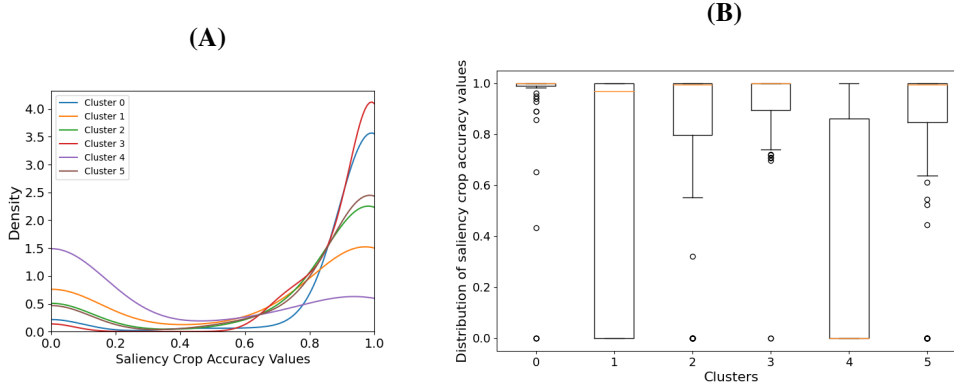 (A)
Density
4.0
3.5
3.0
2.5
2.0
1.5
1.0
0.5
0.0
Cluster 0
Cluster 1
Cluster 2
Cluster 3
Cluster 4
Cluster 5
0.0 0.2 0.4 0.6 0.8 1.0
Saliency Crop Accuracy Values
(B)
Distribution of saliency crop accuracy values
1.0
0.8
0.6
0.4
0.2
0.0
0 1 2 3 4 5
Clusters